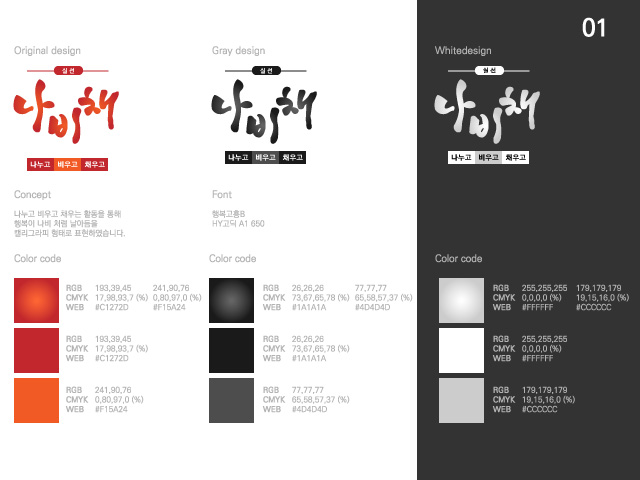 01
Original design
실선
나비채
나누고 벼우고 채우고
Gray design
실선
나비채
나누고 벼우고 채우고
Whitedesign
실선
나비채
나누고 벼우고 채우고
Concept
나누고 벼우고 채우는 활동을 통해
행복이 나비 처럼 날아듬을
캘리그라피 형태로 표현하였습니다.
Font
행복고흥B
HY고딕 A1 650
Color code
RGB 193,39,45 241,90,76
CMYK 17,98,93,7 (%) 0,80,97,0 (%)
WEB #C1272D #F15A24
RGB 193,39,45
CMYK 17,98,93,7 (%)
WEB #C1272D
RGB 241,90,76
CMYK 0,80,97,0 (%)
WEB #F15A24
Color code
RGB 26,26,26 77,77,77
CMYK 73,67,65,78 (%) 65,58,57,37 (%)
WEB #1A1A1A #4D4D4D
RGB 26,26,26
CMYK 73,67,65,78 (%)
WEB #1A1A1A
RGB 77,77,77
CMYK 65,58,57,37 (%)
WEB #4D4D4D
Color code
RGB 255,255,255 179,179,179
CMYK 0,0,0,0 (%) 19,15,16,0 (%)
WEB #FFFFFF #CCCCCC
RGB 255,255,255
CMYK 0,0,0,0 (%)
WEB #FFFFFF
RGB 179,179,179
CMYK 19,15,16,0 (%)
WEB #CCCCCC